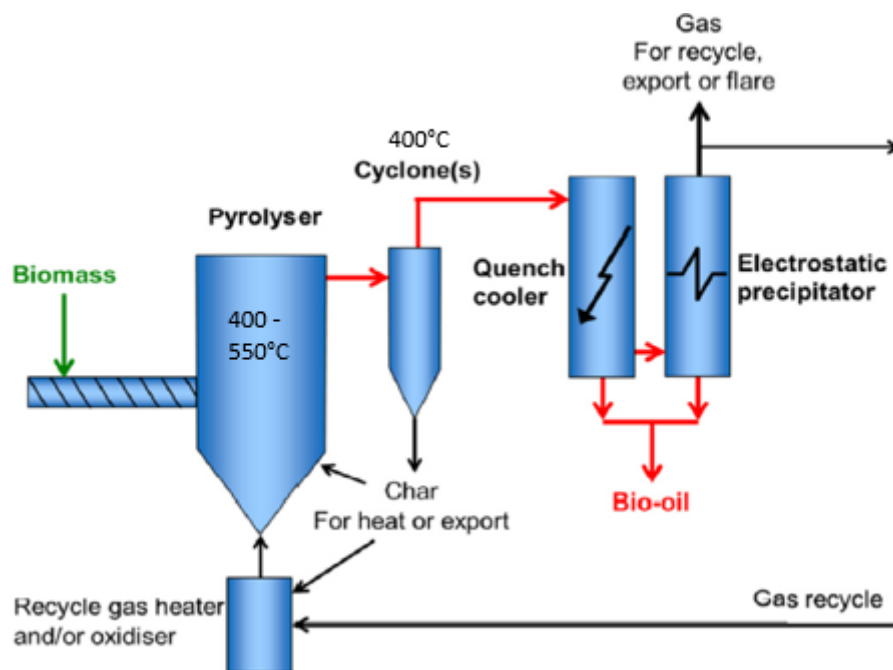 Gas
For recycle,
export or flare
400°C
Cyclone(s)
Pyrolyser
Biomass
Quench
cooler
Electrostatic
precipitator
400 -
550°C
Char
For heat or export
Bio-oil
Recycle gas heater
and/or oxidiser
Gas recycle